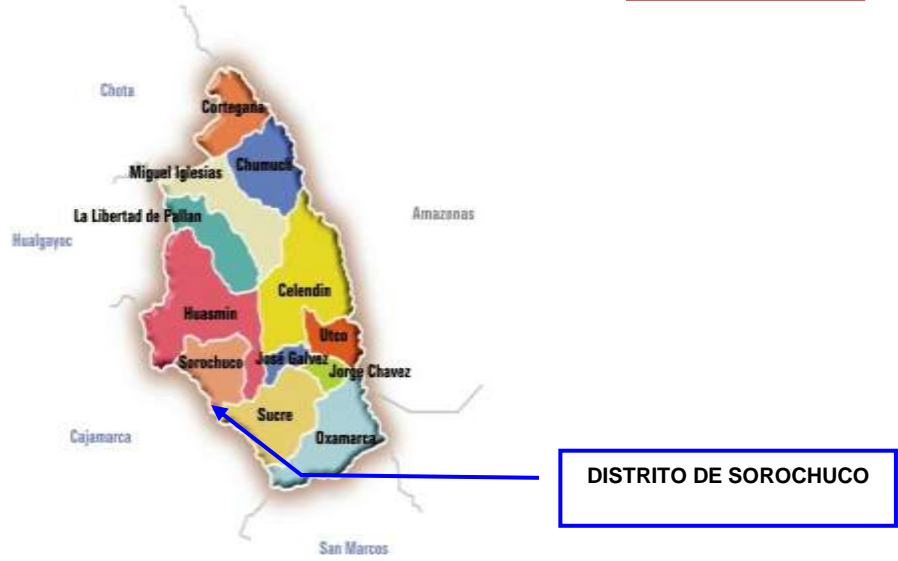 Chota
Cortegana
Chumuch
Miguel Iglesias
La Libertad de Pallan
Amazonas
Hualgayoc
Celendin
Huasmin
Utco
Sorochuco
José Galvez
Jorge Chavez
Sucre
Oxamarca
Cajamarca
DISTRITO DE SOROCHUCO
San Marcos